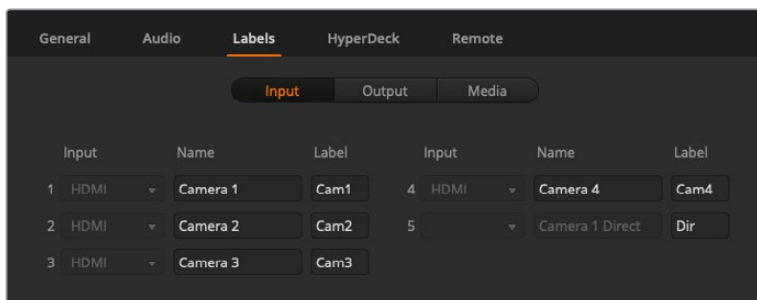 General Audio Labels HyperDeck Remote
Input Output Media
Input Name Label Input Name Label
1 HDMI Camera 1 Cam1 4 HDMI Camera 4 Cam4
2 HDMI Camera 2 Cam2 5 Camera 1 Direct Dir
3 HDMI Camera 3 Cam3